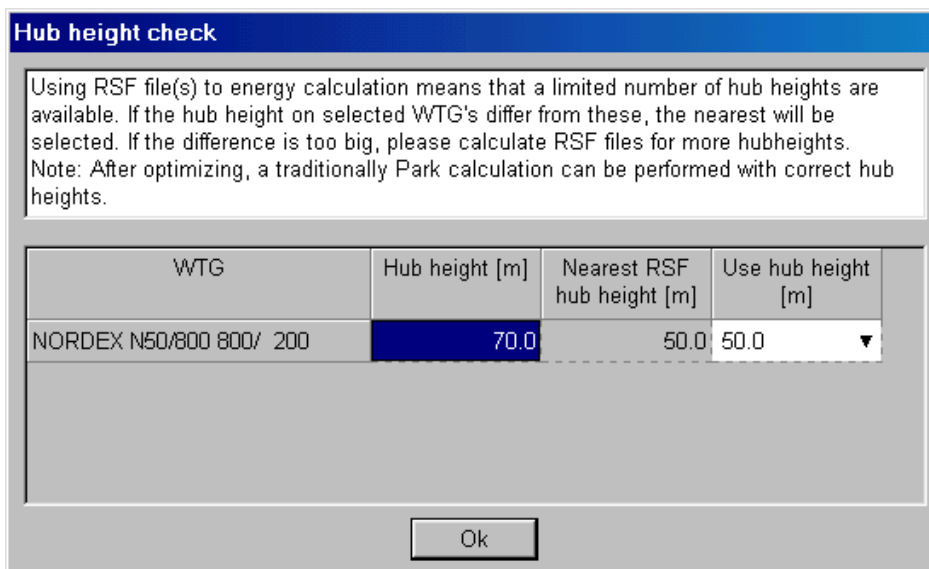 Hub height check
Using RSF file(s) to energy calculation means that a limited number of hub heights are
available. If the hub height on selected WTG's differ from these, the nearest will be
selected. If the difference is too big, please calculate RSF files for more hubheights.
Note: After optimizing, a traditionally Park calculation can be performed with correct hub
heights.
WTG Hub height [m] Nearest RSF Use hub height
hub height [m] [m]
NORDEX N50/800 800/ 200 70.0 50.0 50.0
Ok